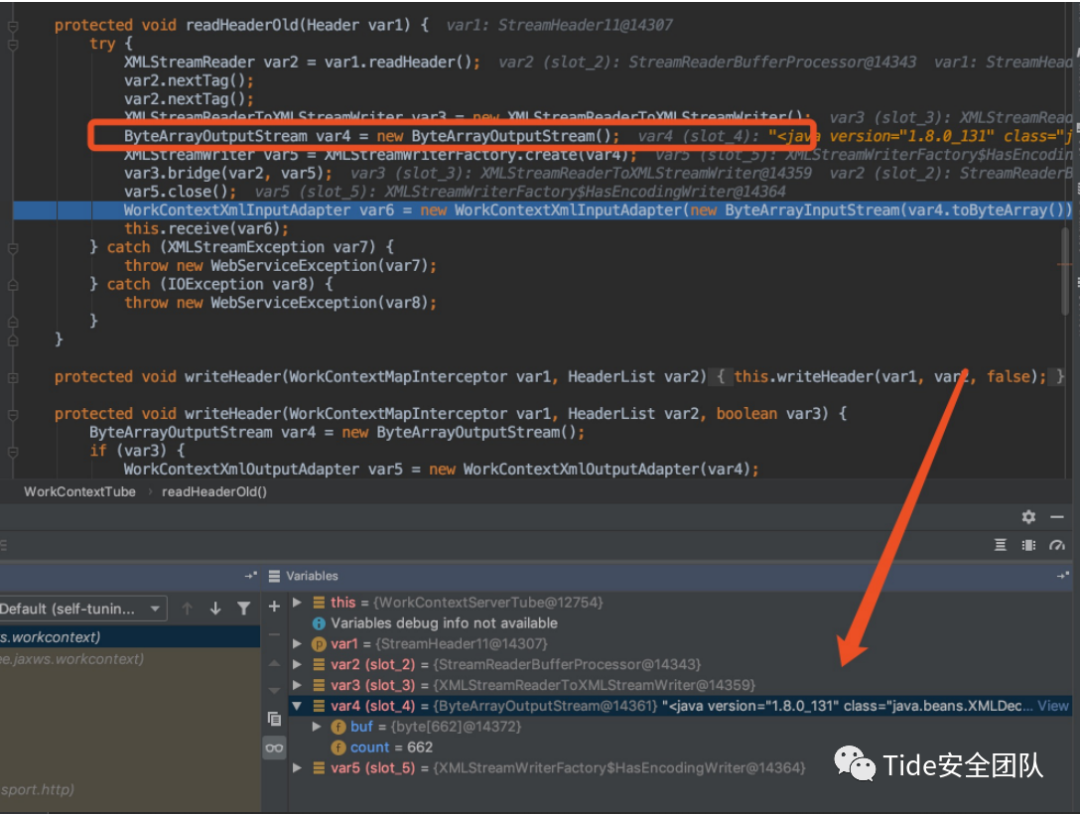 protected void readHeaderOld(Header var1) {  var1: StreamHeader11@14307
try {
XMLStreamReader var2 = var1.readHeader();  var2 (slot_2): StreamReaderBufferProcessor@14343  var1: StreamHead
var2.nextTag();
var2.nextTag();
XMLStreamReaderToXMLStreamWriter var3 = new XMLStreamReaderToXMLStreamWriter();  var3 (slot_3): XMLStreamRead
ByteArrayOutputStream var4 = new ByteArrayOutputStream();  var4 (slot_4): "<java version="1.8.0_131" class="j
XMLStreamWriter var5 = XMLStreamWriterFactory.create(var4);  var5 (slot_5): XMLStreamWriterFactory$HasEncodin
var3.bridge(var2, var5);  var3 (slot_3): XMLStreamReaderToXMLStreamWriter@14359  var2 (slot_2): StreamReaderB
var5.close();  var5 (slot_5): XMLStreamWriterFactory$HasEncodingWriter@14364
WorkContextXmlInputAdapter var6 = new WorkContextXmlInputAdapter(new ByteArrayInputStream(var4.toByteArray())
this.receive(var6);
} catch (XMLStreamException var7) {
throw new WebServiceException(var7);
} catch (IOException var8) {
throw new WebServiceException(var8);
}
}
protected void writeHeader(WorkContextMapInterceptor var1, HeaderList var2) { this.writeHeader(var1, var2, false); }
protected void writeHeader(WorkContextMapInterceptor var1, HeaderList var2, boolean var3) {
ByteArrayOutputStream var4 = new ByteArrayOutputStream();
if (var3) {
WorkContextXmlOutputAdapter var5 = new WorkContextXmlOutputAdapter(var4);
WorkContextTube › readHeaderOld()
Variables
Default (self-tunin...
this = {WorkContextServerTube@12754}
Variables debug info not available
s.workcontext)
var1 = {StreamHeader11@14307}
ee.jaxws.workcontext)
var2 (slot_2) = {StreamReaderBufferProcessor@14343}
var3 (slot_3) = {XMLStreamReaderToXMLStreamWriter@14359}
var4 (slot_4) = {ByteArrayOutputStream@14361} "<java version="1.8.0_131" class="java.beans.XMLDec... View
buf = {byte[662]@14372}
count = 662
var5 (slot_5) = {XMLStreamWriterFactory$HasEncodingWriter@14364}
Tide安全团队
sport.http)